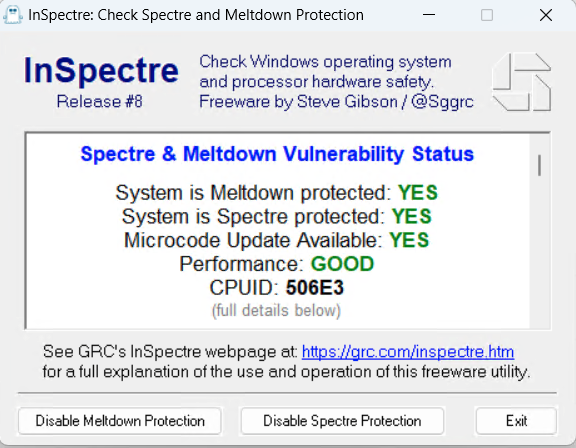 InSpectre: Check Spectre and Meltdown Protection
InSpectre
Release #8
Check Windows operating system
and processor hardware safety.
Freeware by Steve Gibson / @Sggrc
Spectre & Meltdown Vulnerability Status
System is Meltdown protected: YES
System is Spectre protected: YES
Microcode Update Available: YES
Performance: GOOD
CPUID: 506E3
(full details below)
See GRC's InSpectre webpage at: https://grc.com/inspectre.htm
for a full explanation of the use and operation of this freeware utility.
Disable Meltdown Protection
Disable Spectre Protection
Exit